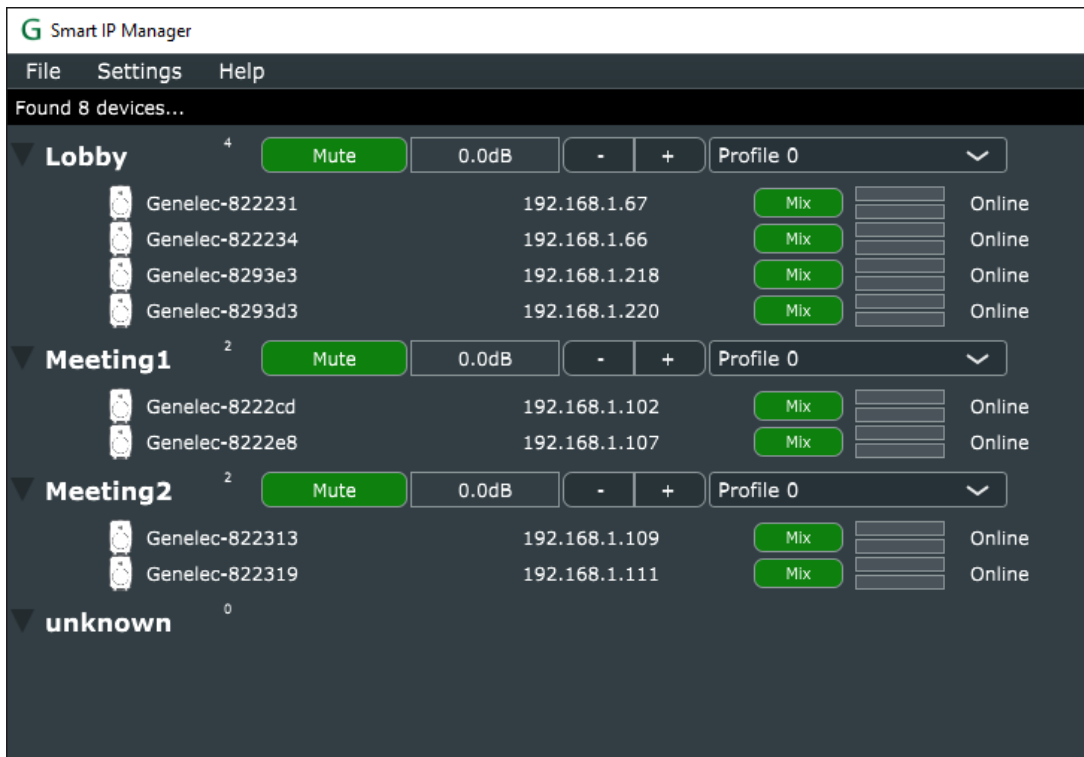 G Smart IP Manager
File Settings Help
Found 8 devices...
Lobby 4 Mute 0.0dB - + Profile 0
Genelec-822231 192.168.1.67 Mix Online
Genelec-822234 192.168.1.66 Mix Online
Genelec-8293e3 192.168.1.218 Mix Online
Genelec-8293d3 192.168.1.220 Mix Online
Meeting1 2 Mute 0.0dB - + Profile 0
Genelec-8222cd 192.168.1.102 Mix Online
Genelec-8222e8 192.168.1.107 Mix Online
Meeting2 2 Mute 0.0dB - + Profile 0
Genelec-822313 192.168.1.109 Mix Online
Genelec-822319 192.168.1.111 Mix Online
unknown 0